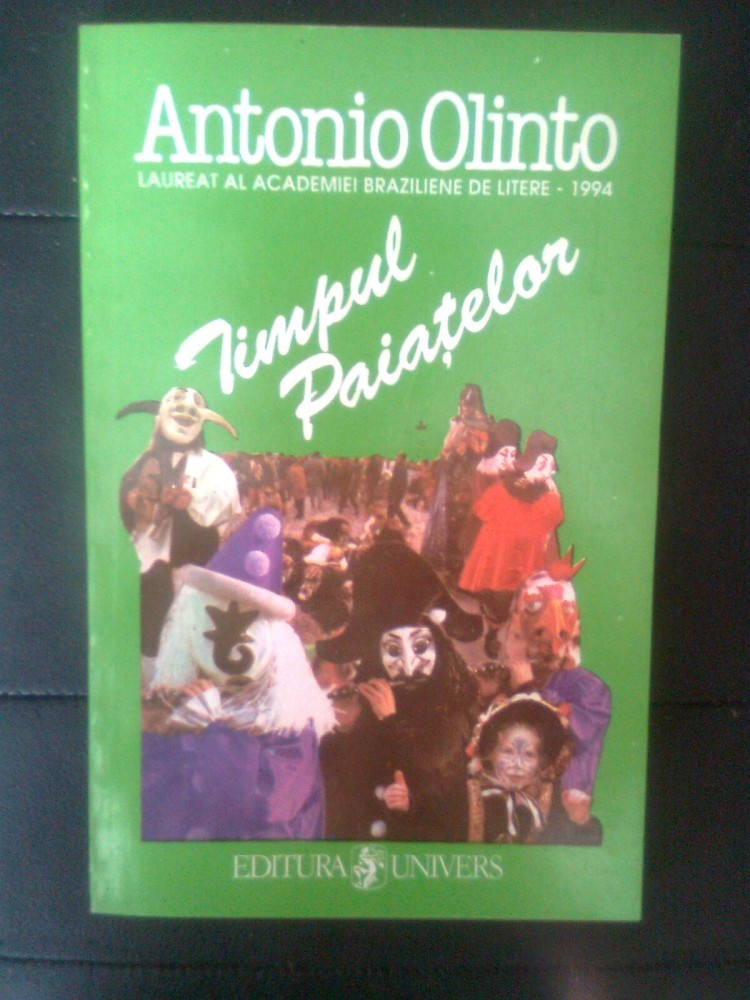 Antonio Olinto
LAUREAT AL ACADEMIEI BRAZILIENE DE LITERE - 1994
Timpul
Paiațelor
EDITURA UNIVERS